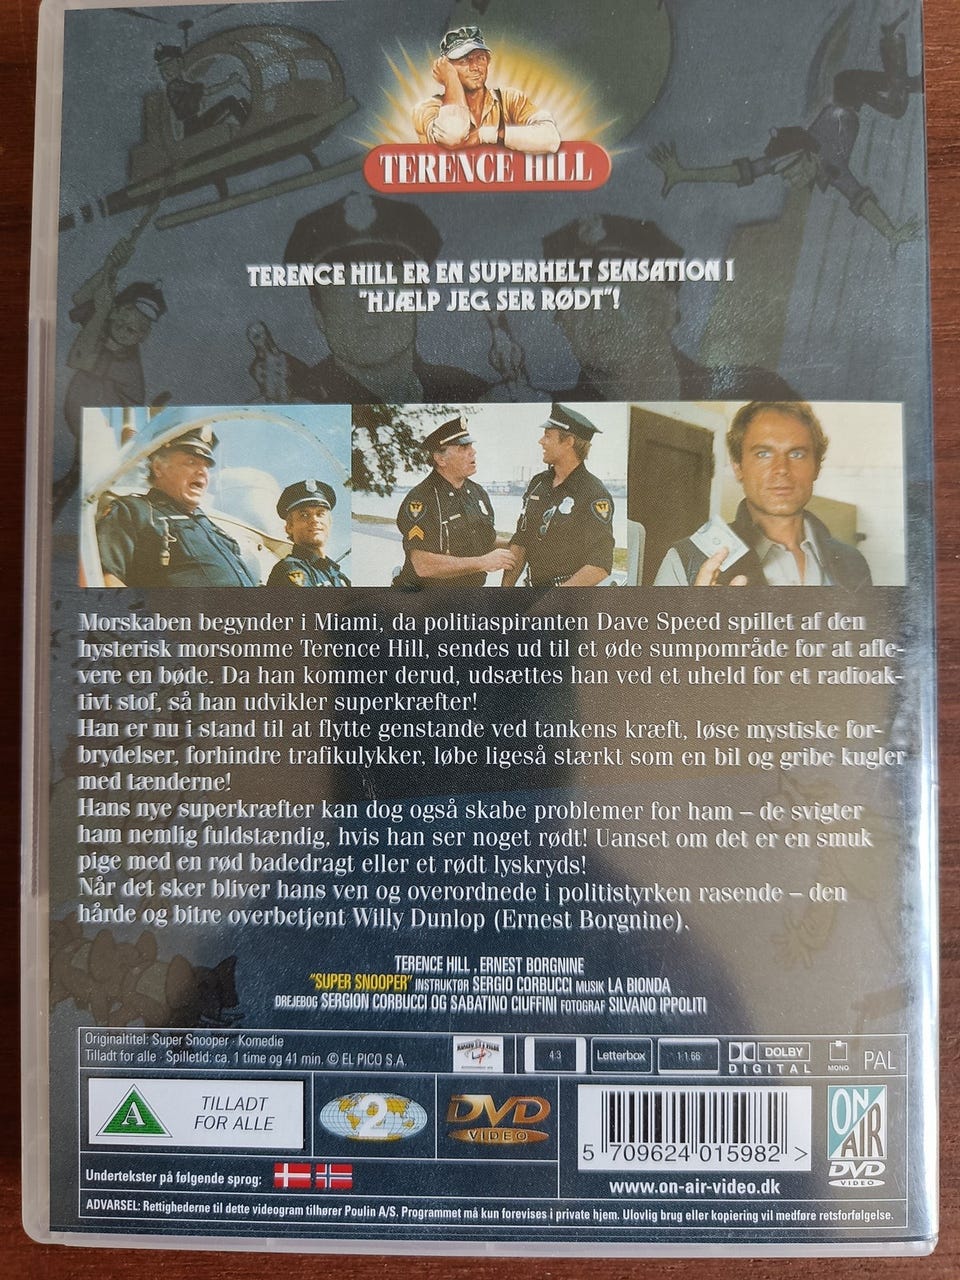 TERENCE HILL
TERENCE HILL ER EN SUPERHELT SENSATION I
"HJÆLP JEG SER RØDT"!
Morskaben begynder i Miami, da politiaspiranten Dave Speed spillet af den
hysterisk morsomme Terence Hill, sendes ud til et øde sumpområde for at afle-
vere en bøde. Da han kommer derud, udsættes han ved et uheld for et radioak-
tivt stof, så han udvikler superkræfter!
Han er nu i stand til at flytte genstande ved tankens kræft, løse mystiske for-
brydelser, forhindre trafikulykker, løbe ligeså stærkt som en bil og gribe kugler
med tænderne!
Hans nye superkræfter kan dog også skabe problemer for ham – de svigter
ham nemlig fuldstændig, hvis han ser noget rødt! Uanset om det er en smuk
pige med en rød badedragt eller et rødt lyskryds!
Når det sker bliver hans ven og overordnede i politistyrken rasende – den
hårde og bitre overbetjent Willy Dunlop (Ernest Borgnine).
TERENCE HILL . ERNEST BORGNINE
"SUPER SNOOPER" INSTRUKTØR SERGIO CORBUCCI MUSIK LA BIONDA
DREJEBOG SERGION CORBUCCI OG SABATINO CIUFFINI FOTOGRAF SILVANO IPPOLITI
Originaltitel: Super Snooper · Komedie
Tilladt for alle · Spilletid: ca. 1 time og 41 min. © EL PICO S.A.
4:3
Letterbox
1:1.66
DOLBY
DIGITAL
MONO
PAL
A
TILLADT
FOR ALLE
2
DVD
VIDEO
5 709624 015982 >
www.on-air-video.dk
ON
AIR
DVD
VIDEO
Undertekster på følgende sprog:
ADVARSEL: Rettighederne til dette videogram tilhører Poulin A/S. Programmet må kun forevises i private hjem. Ulovlig brug eller kopiering vil medføre retsforfølgelse.